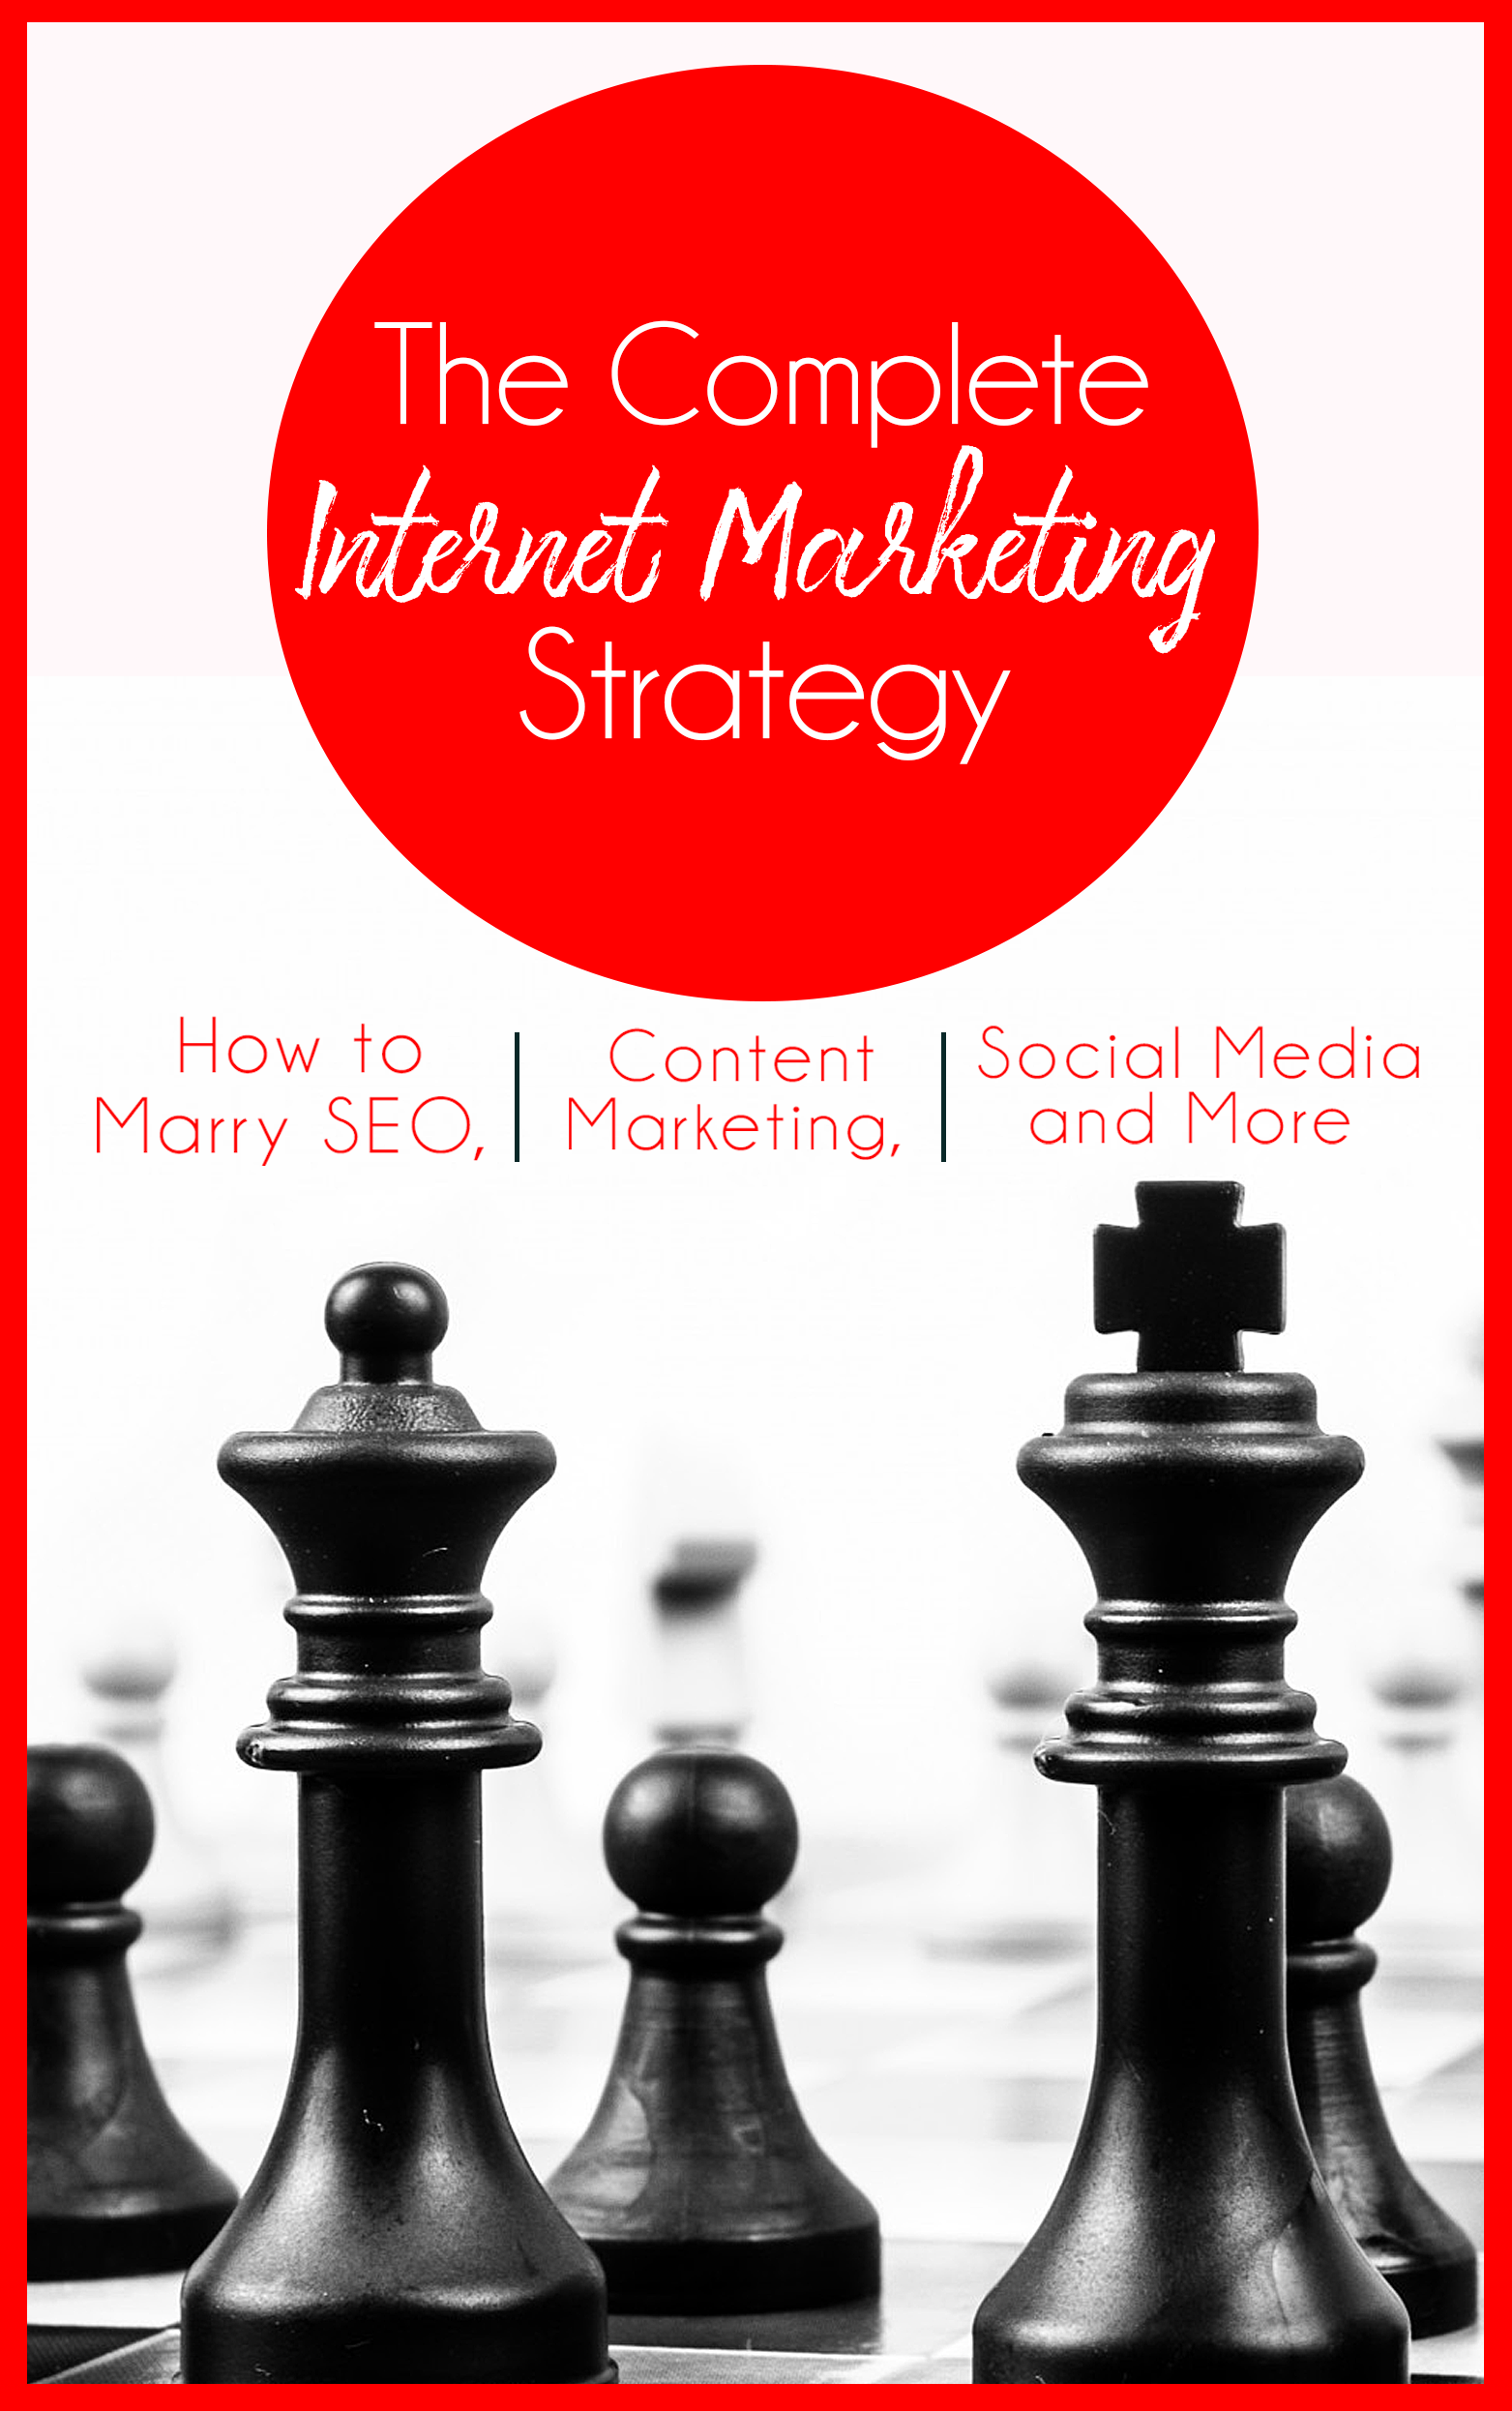 The Complete
Internet Marketing
Strategy
How to
Marry SEO,
Content
Marketing,
Social Media
and More